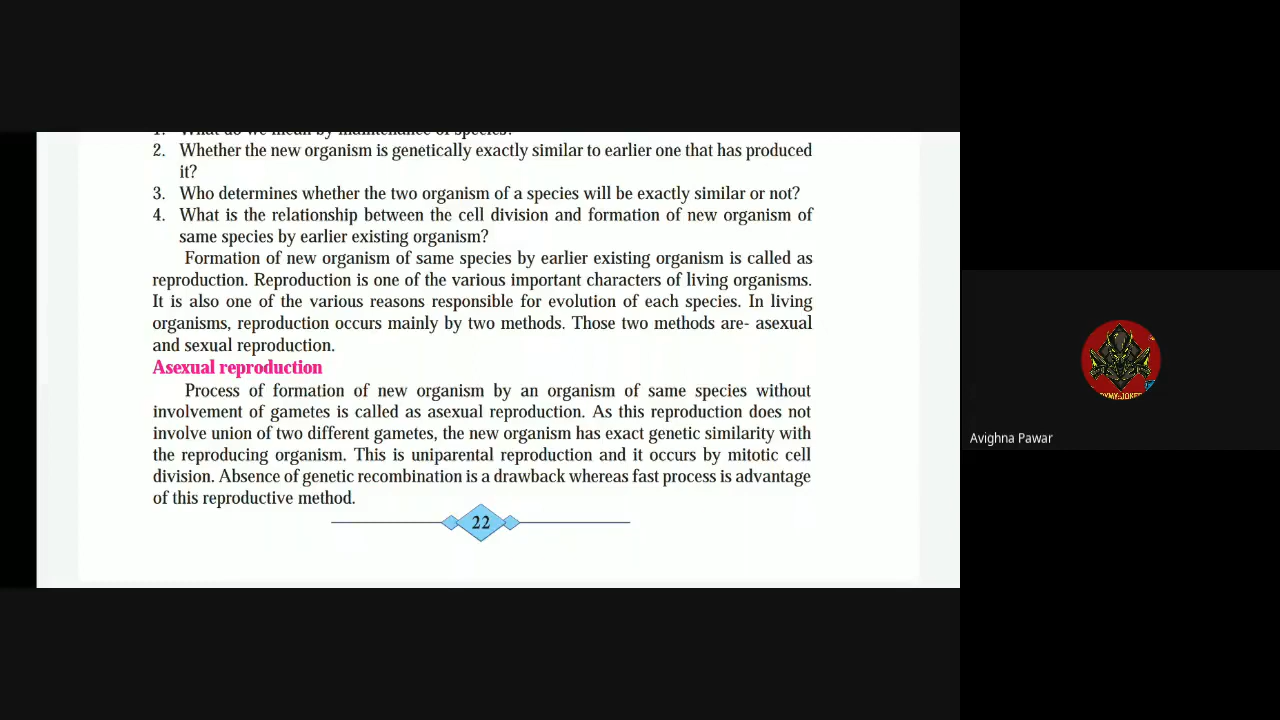 1. What do we mean by maintenance of species?
2. Whether the new organism is genetically exactly similar to earlier one that has produced
it?
3. Who determines whether the two organism of a species will be exactly similar or not?
4. What is the relationship between the cell division and formation of new organism of
same species by earlier existing organism?
Formation of new organism of same species by earlier existing organism is called as
reproduction. Reproduction is one of the various important characters of living organisms.
It is also one of the various reasons responsible for evolution of each species. In living
organisms, reproduction occurs mainly by two methods. Those two methods are- asexual
and sexual reproduction.
Asexual reproduction
Process of formation of new organism by an organism of same species without
involvement of gametes is called as asexual reproduction. As this reproduction does not
involve union of two different gametes, the new organism has exact genetic similarity with
the reproducing organism. This is uniparental reproduction and it occurs by mitotic cell
division. Absence of genetic recombination is a drawback whereas fast process is advantage
of this reproductive method.
22
Avighna Pawar